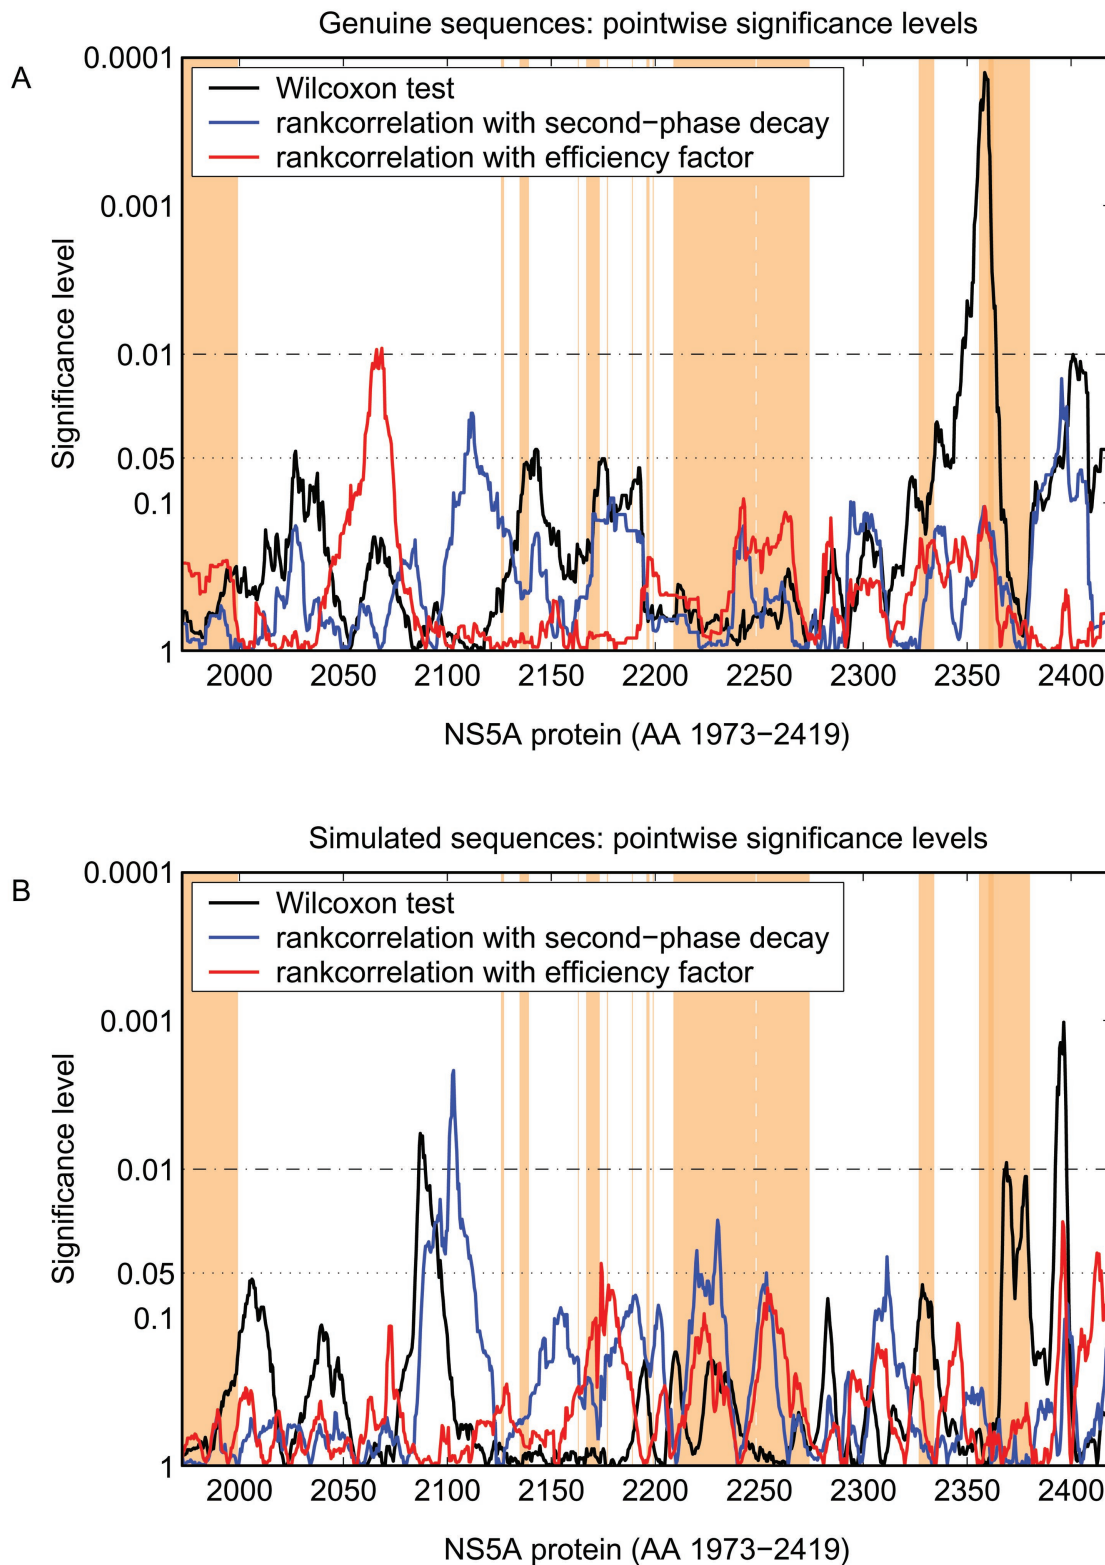 Genuine sequences: pointwise significance levels
A
0.0001
Wilcoxon test
rankcorrelation with second−phase decay
rankcorrelation with efficiency factor
0.001
Significance level
0.01
0.05
0.1
1
2000 2050 2100 2150 2200 2250 2300 2350 2400
NS5A protein (AA 1973−2419)
Simulated sequences: pointwise significance levels
B
0.0001
Wilcoxon test
rankcorrelation with second−phase decay
rankcorrelation with efficiency factor
0.001
Significance level
0.01
0.05
0.1
1
2000 2050 2100 2150 2200 2250 2300 2350 2400
NS5A protein (AA 1973−2419)